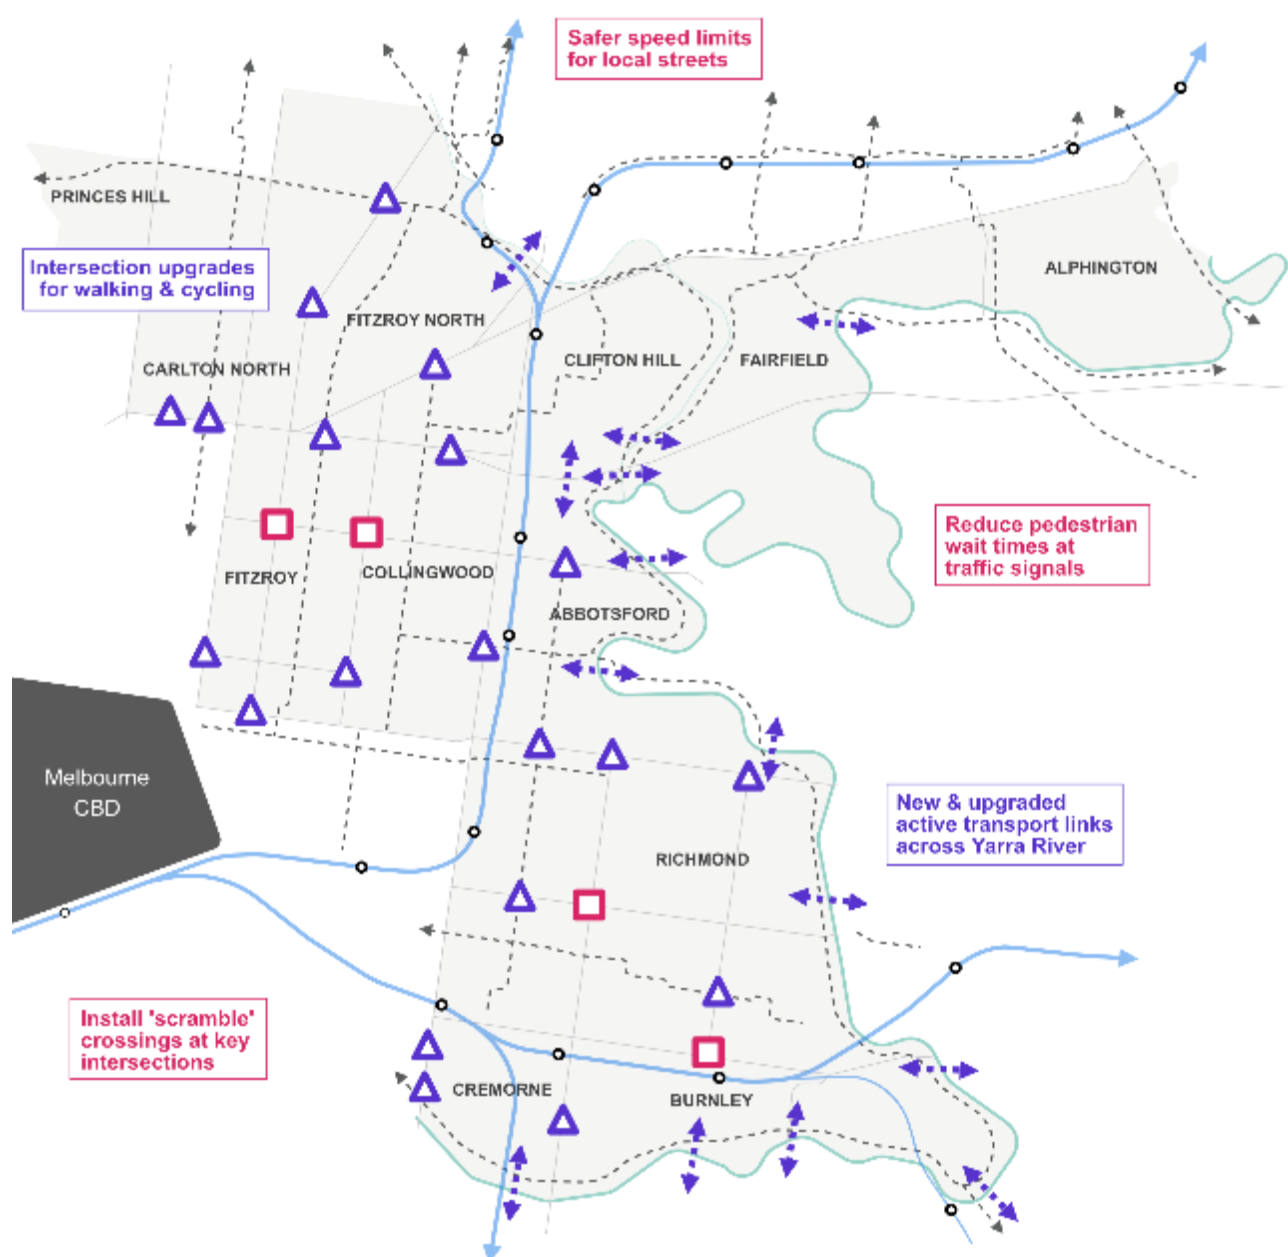 Safer speed limits
for local streets
PRINCES HILL
Intersection upgrades
for walking & cycling
ALPHINGTON
FITZROY NORTH
CARLTON NORTH
CLIFTON HILL
FAIRFIELD
Reduce pedestrian
wait times at
traffic signals
FITZROY
COLLINGWOOD
ABBOTSFORD
Melbourne
CBD
New & upgraded
active transport links
across Yarra River
RICHMOND
Install 'scramble'
crossings at key
intersections
CREMORNE
BURNLEY